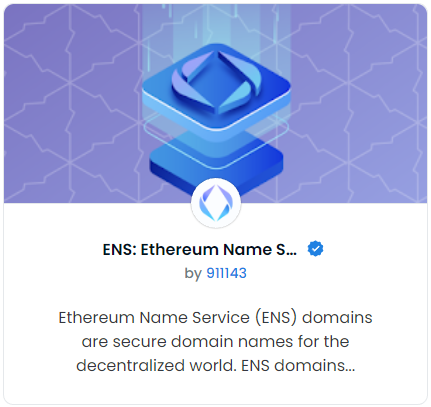 ENS: Ethereum Name S...
by 911143
Ethereum Name Service (ENS) domains
are secure domain names for the
decentralized world. ENS domains...